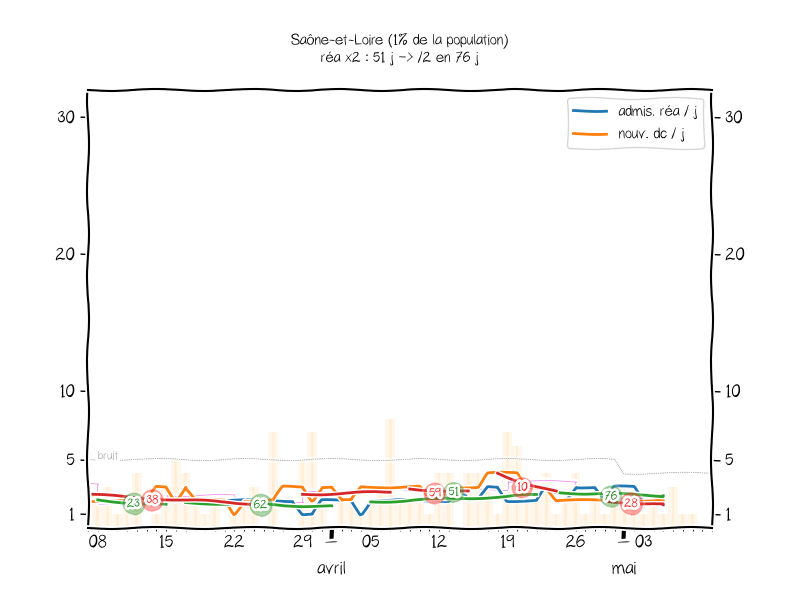 Saône-et-Loire (1% de la population)
réa x2 : 51 j -> /2 en 76 j
admis. réa / j
nouv. dc / j
30 30
20 20
10 10
5 5
1 1
bruit
23 38 62 59 51 10 76 28
08 15 22 29 05 12 19 26 03
avril mai